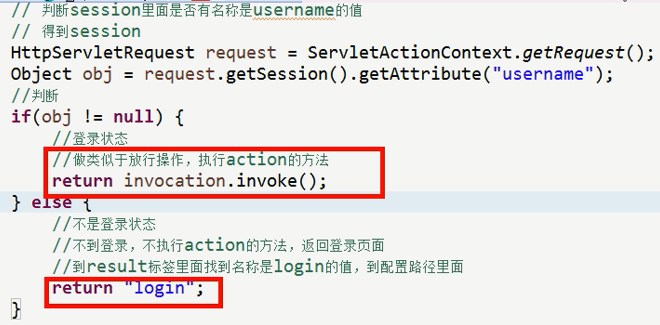 // 判断session里面是否有名称是username的值
// 得到session
HttpServletRequest request = ServletActionContext.getRequest();
Object obj = request.getSession().getAttribute("username");
//判断
if(obj != null) {
//登录状态
//做类似于放行操作，执行action的方法
return invocation.invoke();
} else {
//不是登录状态
//不到登录，不执行action的方法，返回登录页面
//到result标签里面找到名称是login的值，到配置路径里面
return "login";
}